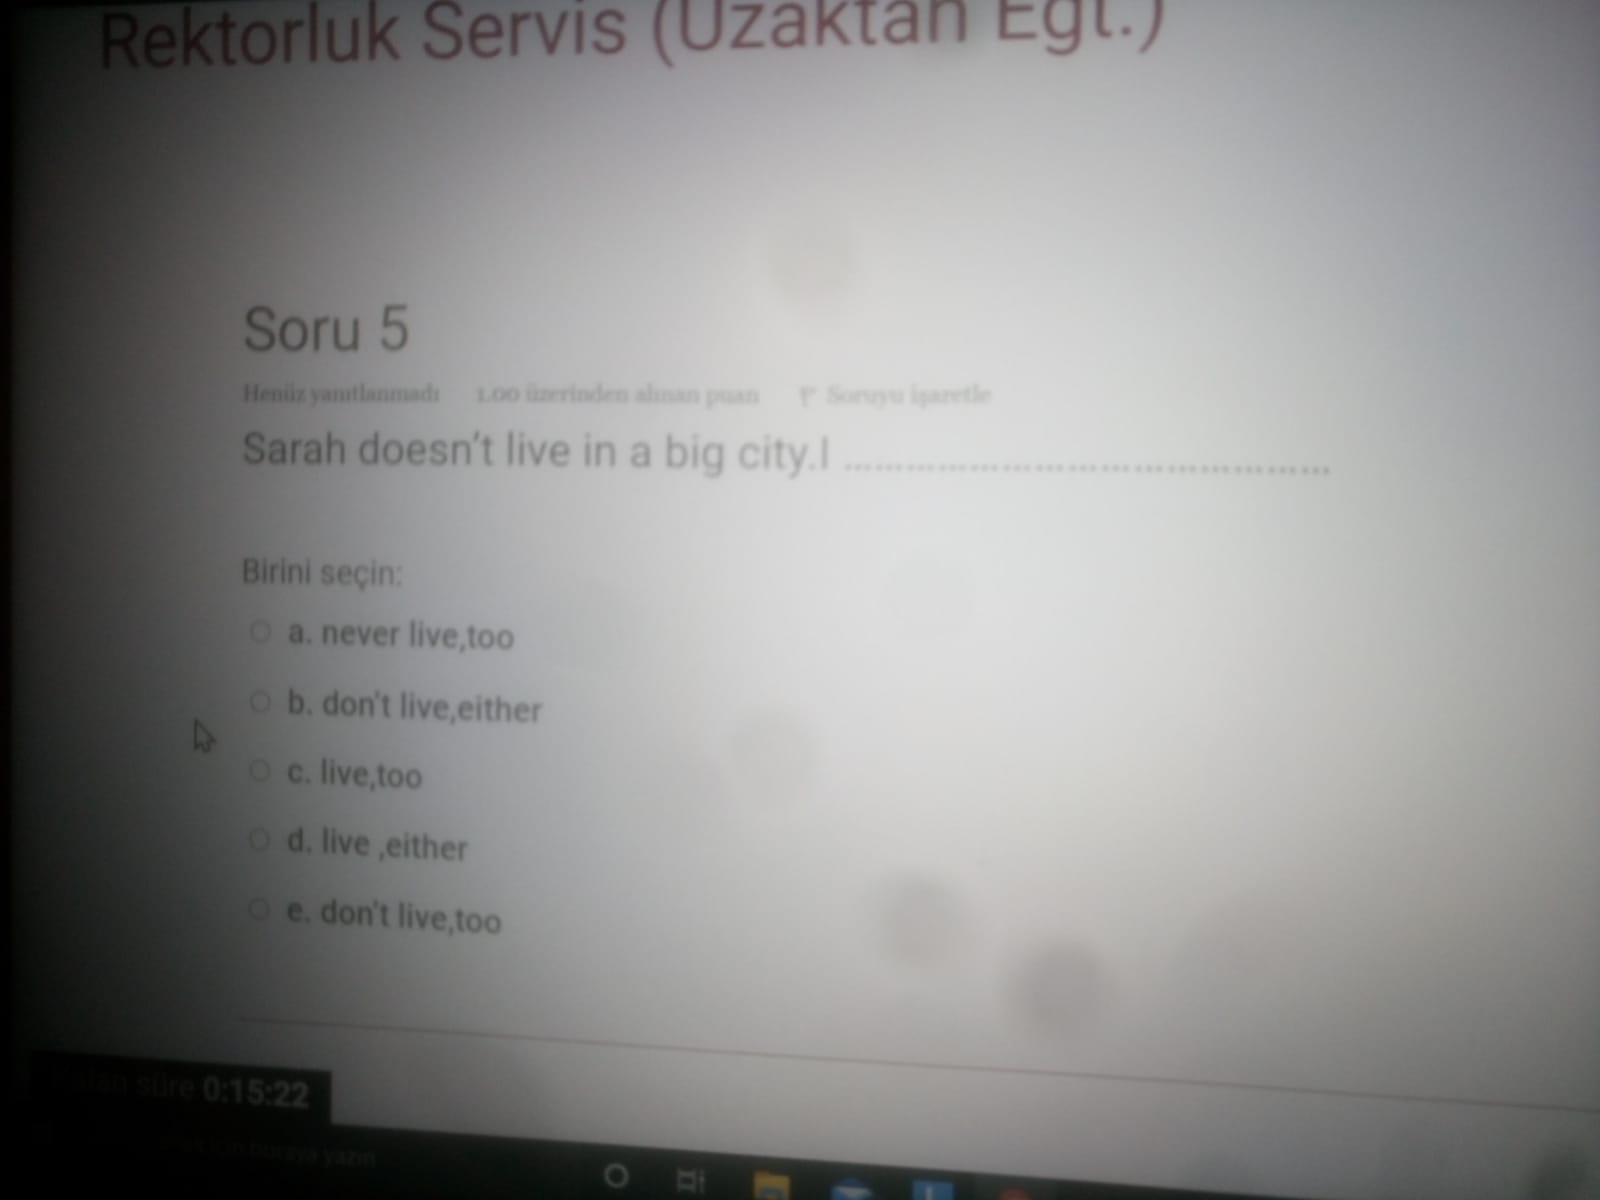 Rektorluk Servis (Uzaktan Egt.)
Soru 5
Henüz yanıtlanmadı 1.00 üzerinden alınan puan Soruyu işaretle
Sarah doesn't live in a big city.I ................................................
Birini seçin:
a. never live,too
b. don't live,either
c. live,too
d. live ,either
e. don't live,too
Kalan süre 0:15:22
için buraya yazın